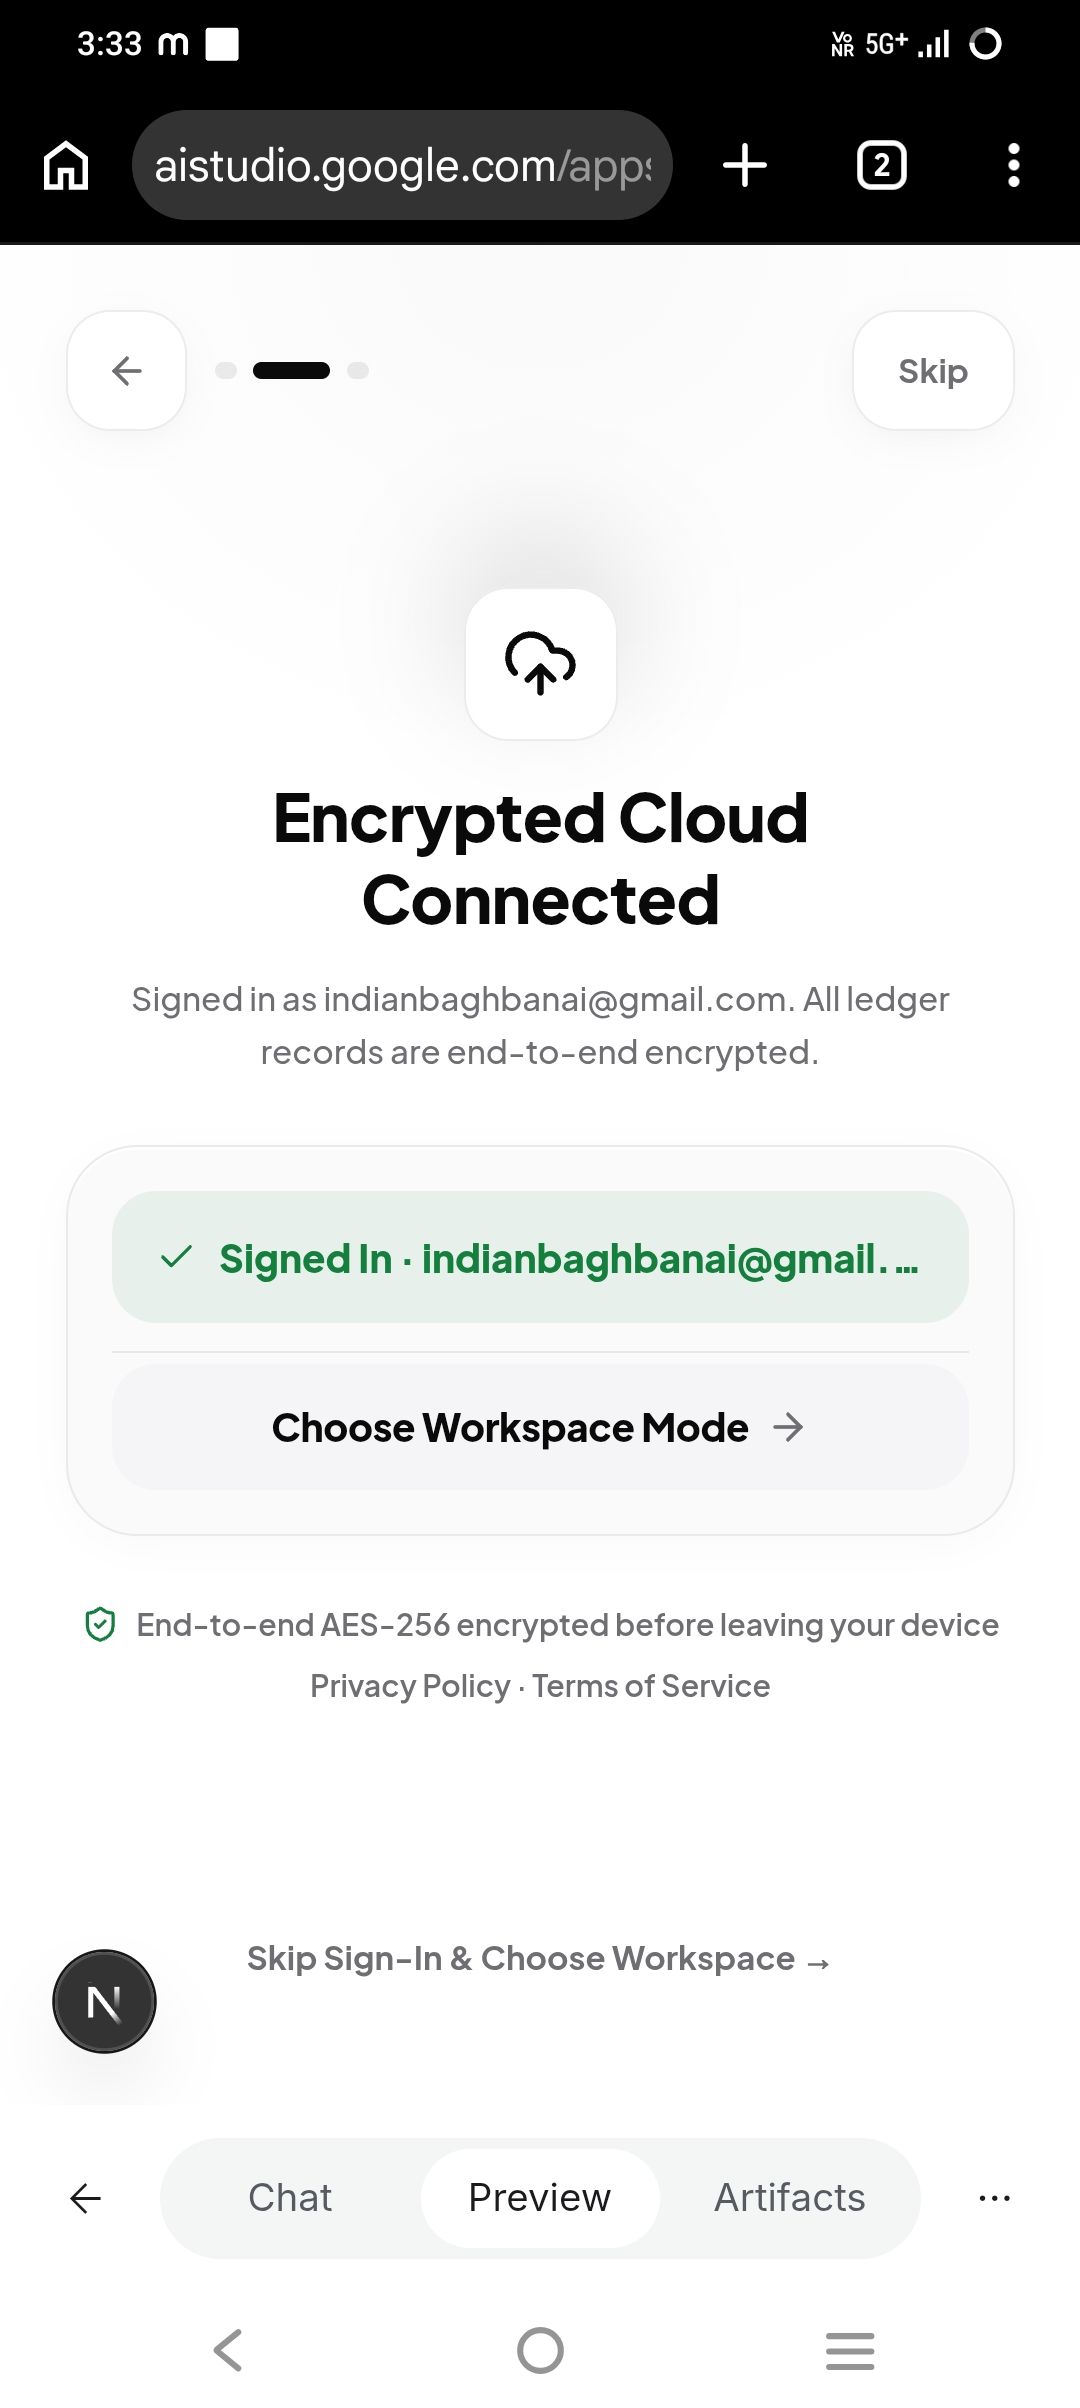 3:33
Vo
NR
5G+
aistudio.google.com/apps
2
Skip
Encrypted Cloud
Connected
Signed in as indianbaghbanai@gmail.com. All ledger
records are end-to-end encrypted.
Signed In · indianbaghbanai@gmail. ...
Choose Workspace Mode →
End-to-end AES-256 encrypted before leaving your device
Privacy Policy · Terms of Service
Skip Sign-In & Choose Workspace →
N
Chat
Preview
Artifacts